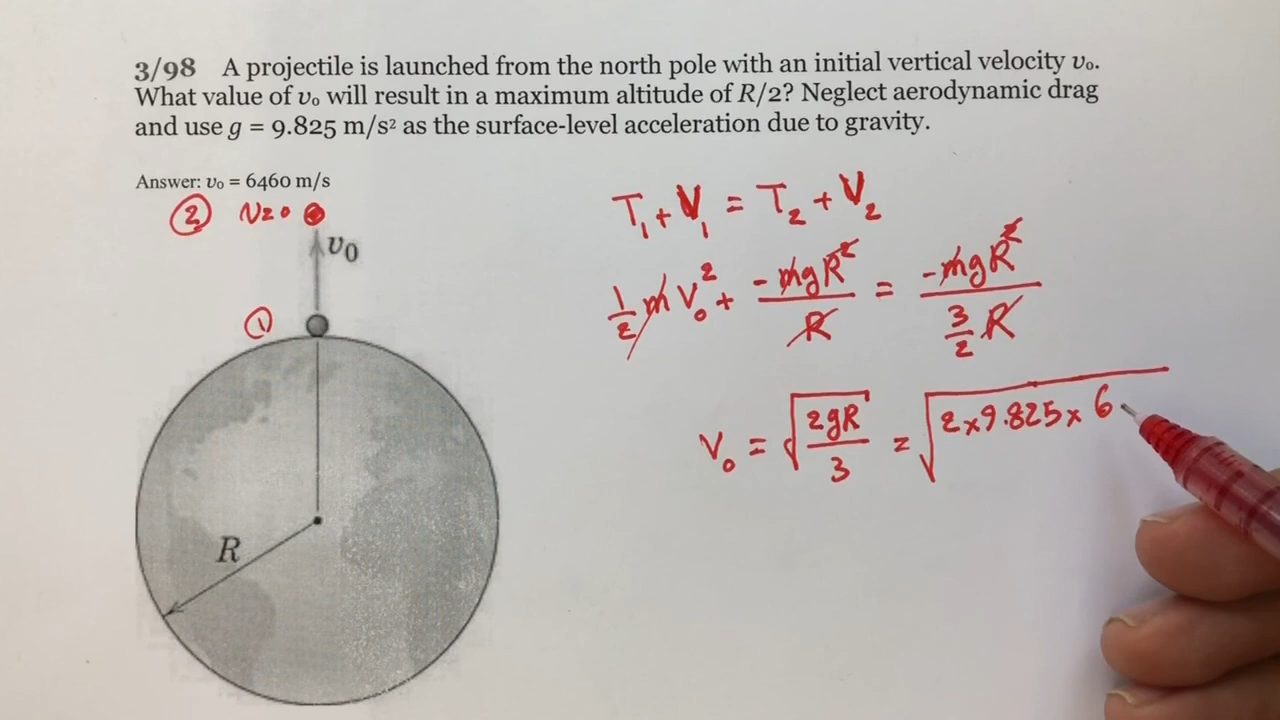 3/98 A projectile is launched from the north pole with an initial vertical velocity v₀.
What value of v₀ will result in a maximum altitude of R/2? Neglect aerodynamic drag
and use g = 9.825 m/s² as the surface-level acceleration due to gravity.
Answer: v₀ = 6460 m/s
② V=0
v₀
①
R
T₁ + V₁ = T₂ + V₂
1/2 m V₀² + -mgR²/R = -mgR²/(3/2 R)
V₀ = √(2gR/3) = √(2×9.825×6